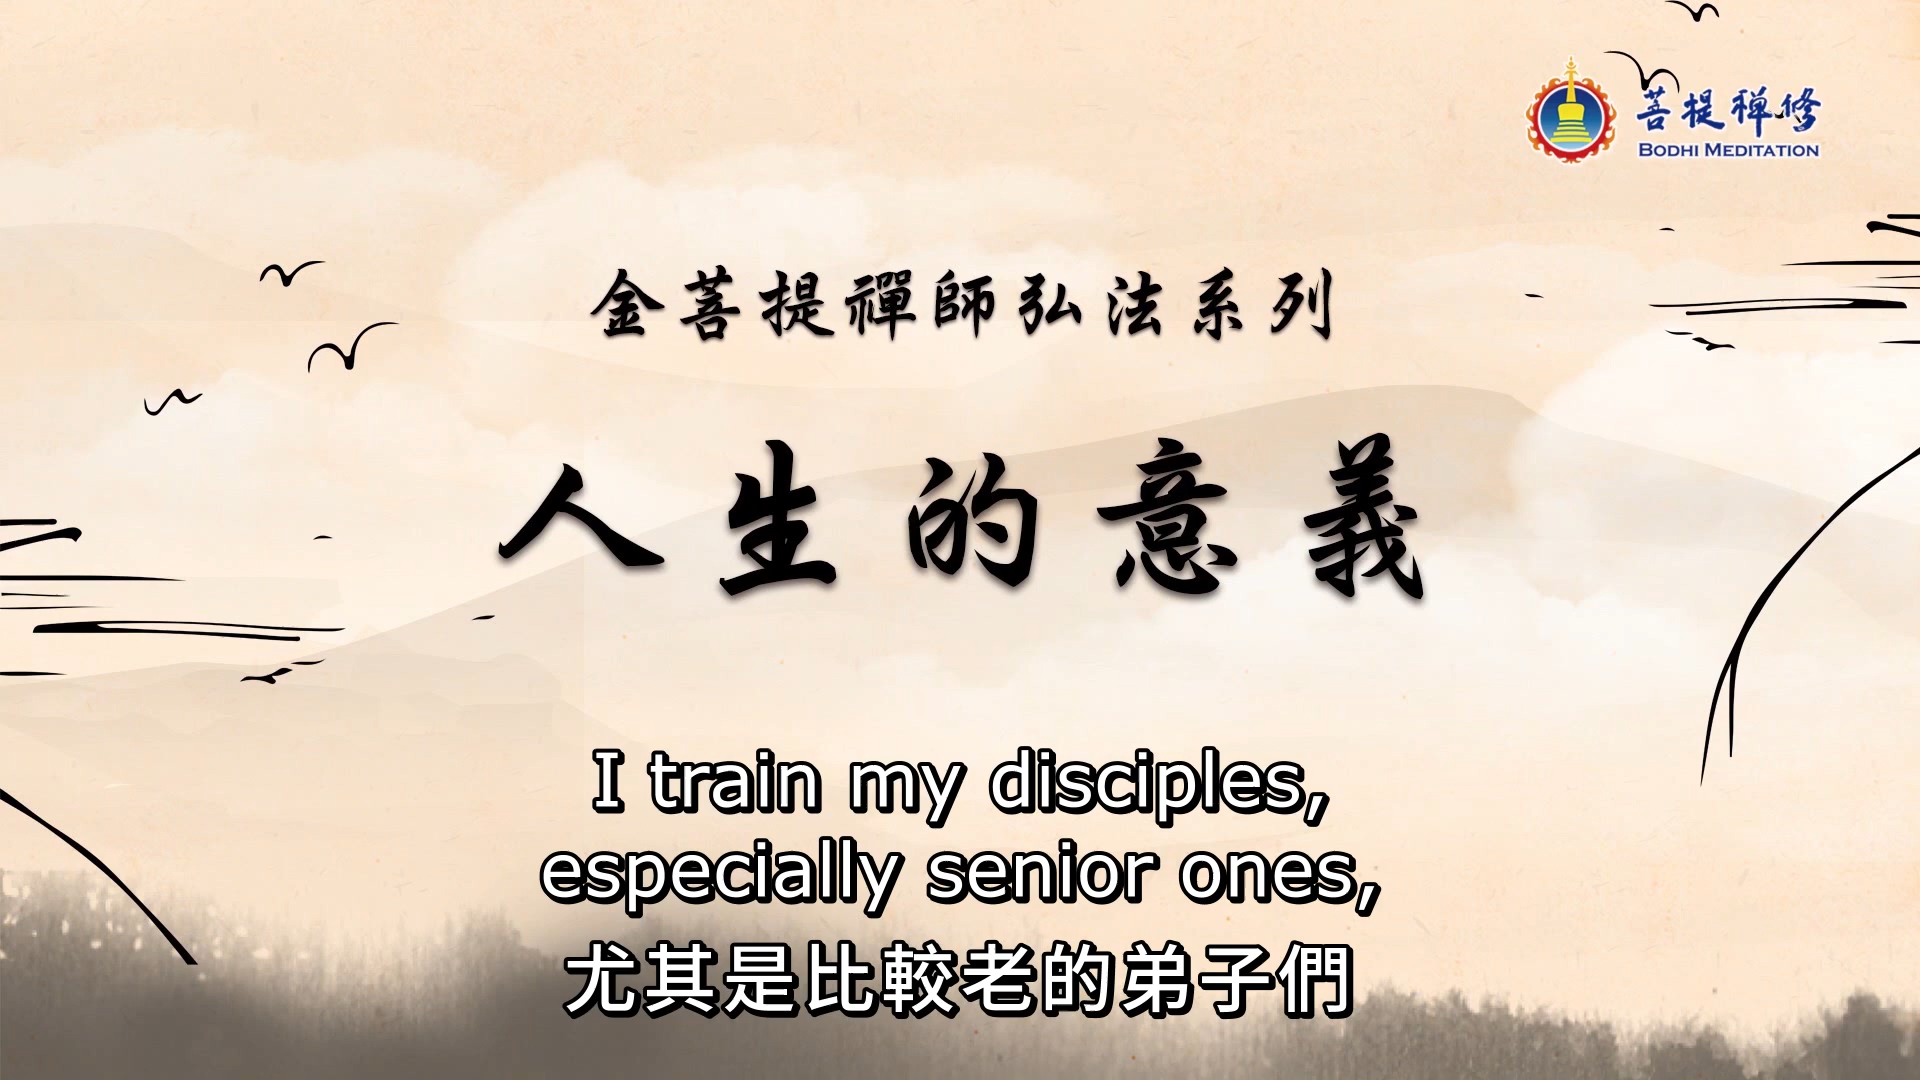 菩提禪修
BODHI MEDITATION
金菩提禪師弘法系列
人生的意義
I train my disciples,
especially senior ones,
尤其是比較老的弟子們